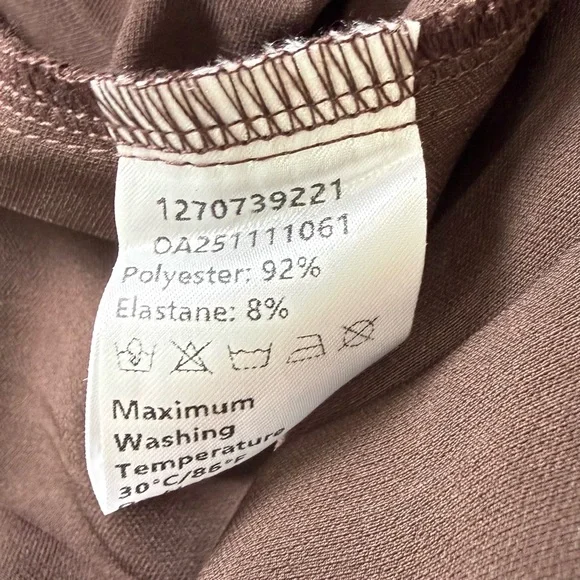 1270739221
OA251111061
Polyester: 92%
Elastane: 8%
Maximum
Washing
Temperature
30°C/86°F